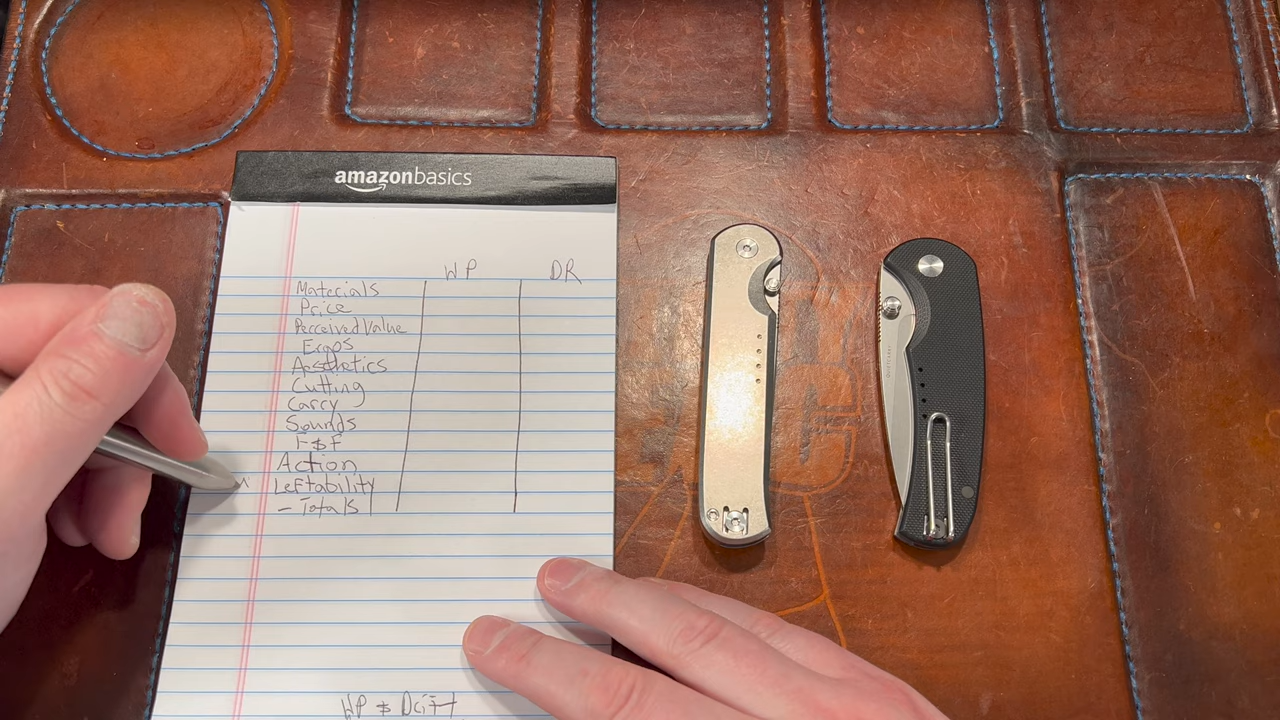 amazonbasics
WP DR
Materials
Price
Perceived Value
Ergos
Aesthetics
Cutting
Carry
Sounds
F$F
Action
Leftability
- Totals
WP $ Drift